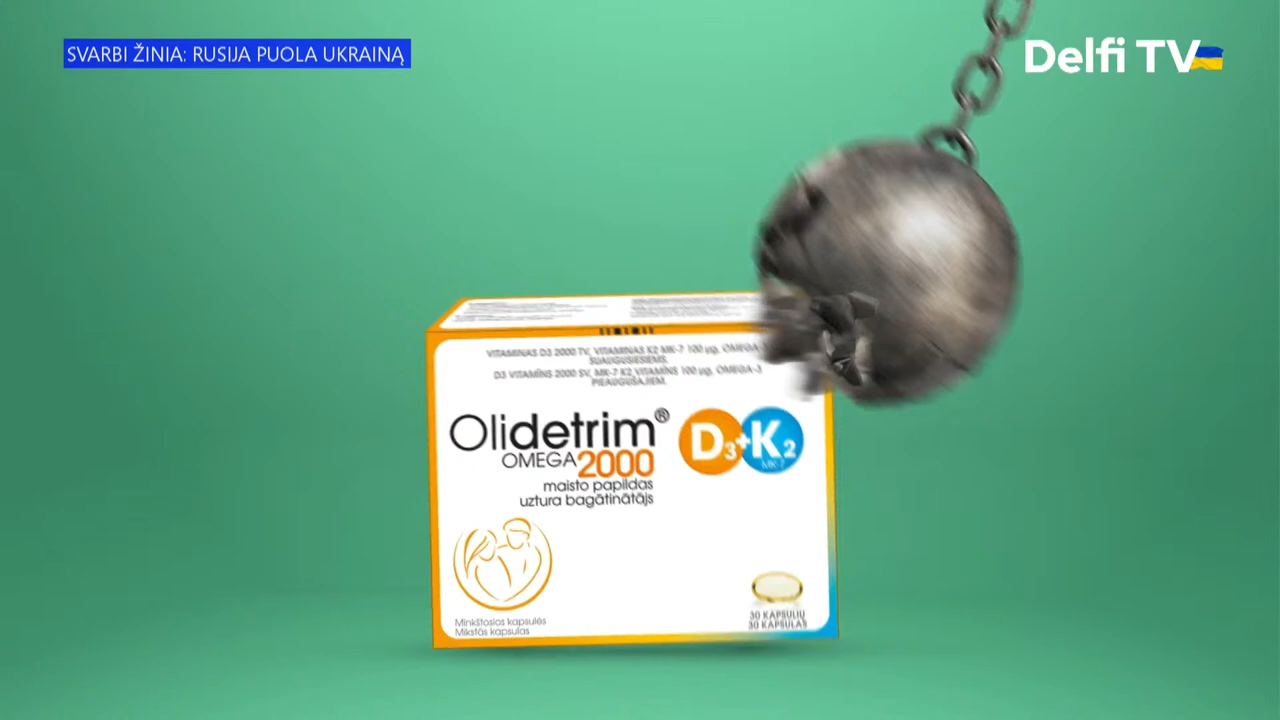 SVARBI ŽINIA: RUSIJA PUOLA UKRAINĄ
Delfi TV
VITAMINAS D3 2000 TV, VITAMINAS K2 MK-7 100 µg, OMEGA-
SUAUGUSIESIEMS.
D3 VITAMĪNS 2000 SV, MK-7 K2 VITAMĪNS 100 µg, OMEGA-3
PIEAUGUŠAJIEM.
Olidetrim®
OMEGA 2000
D3+K2
MK-7
maisto papildas
uztura bagātinātājs
Minkštosios kapsulės
Mīkstās kapsulas
30 KAPSULIŲ
30 KAPSULAS